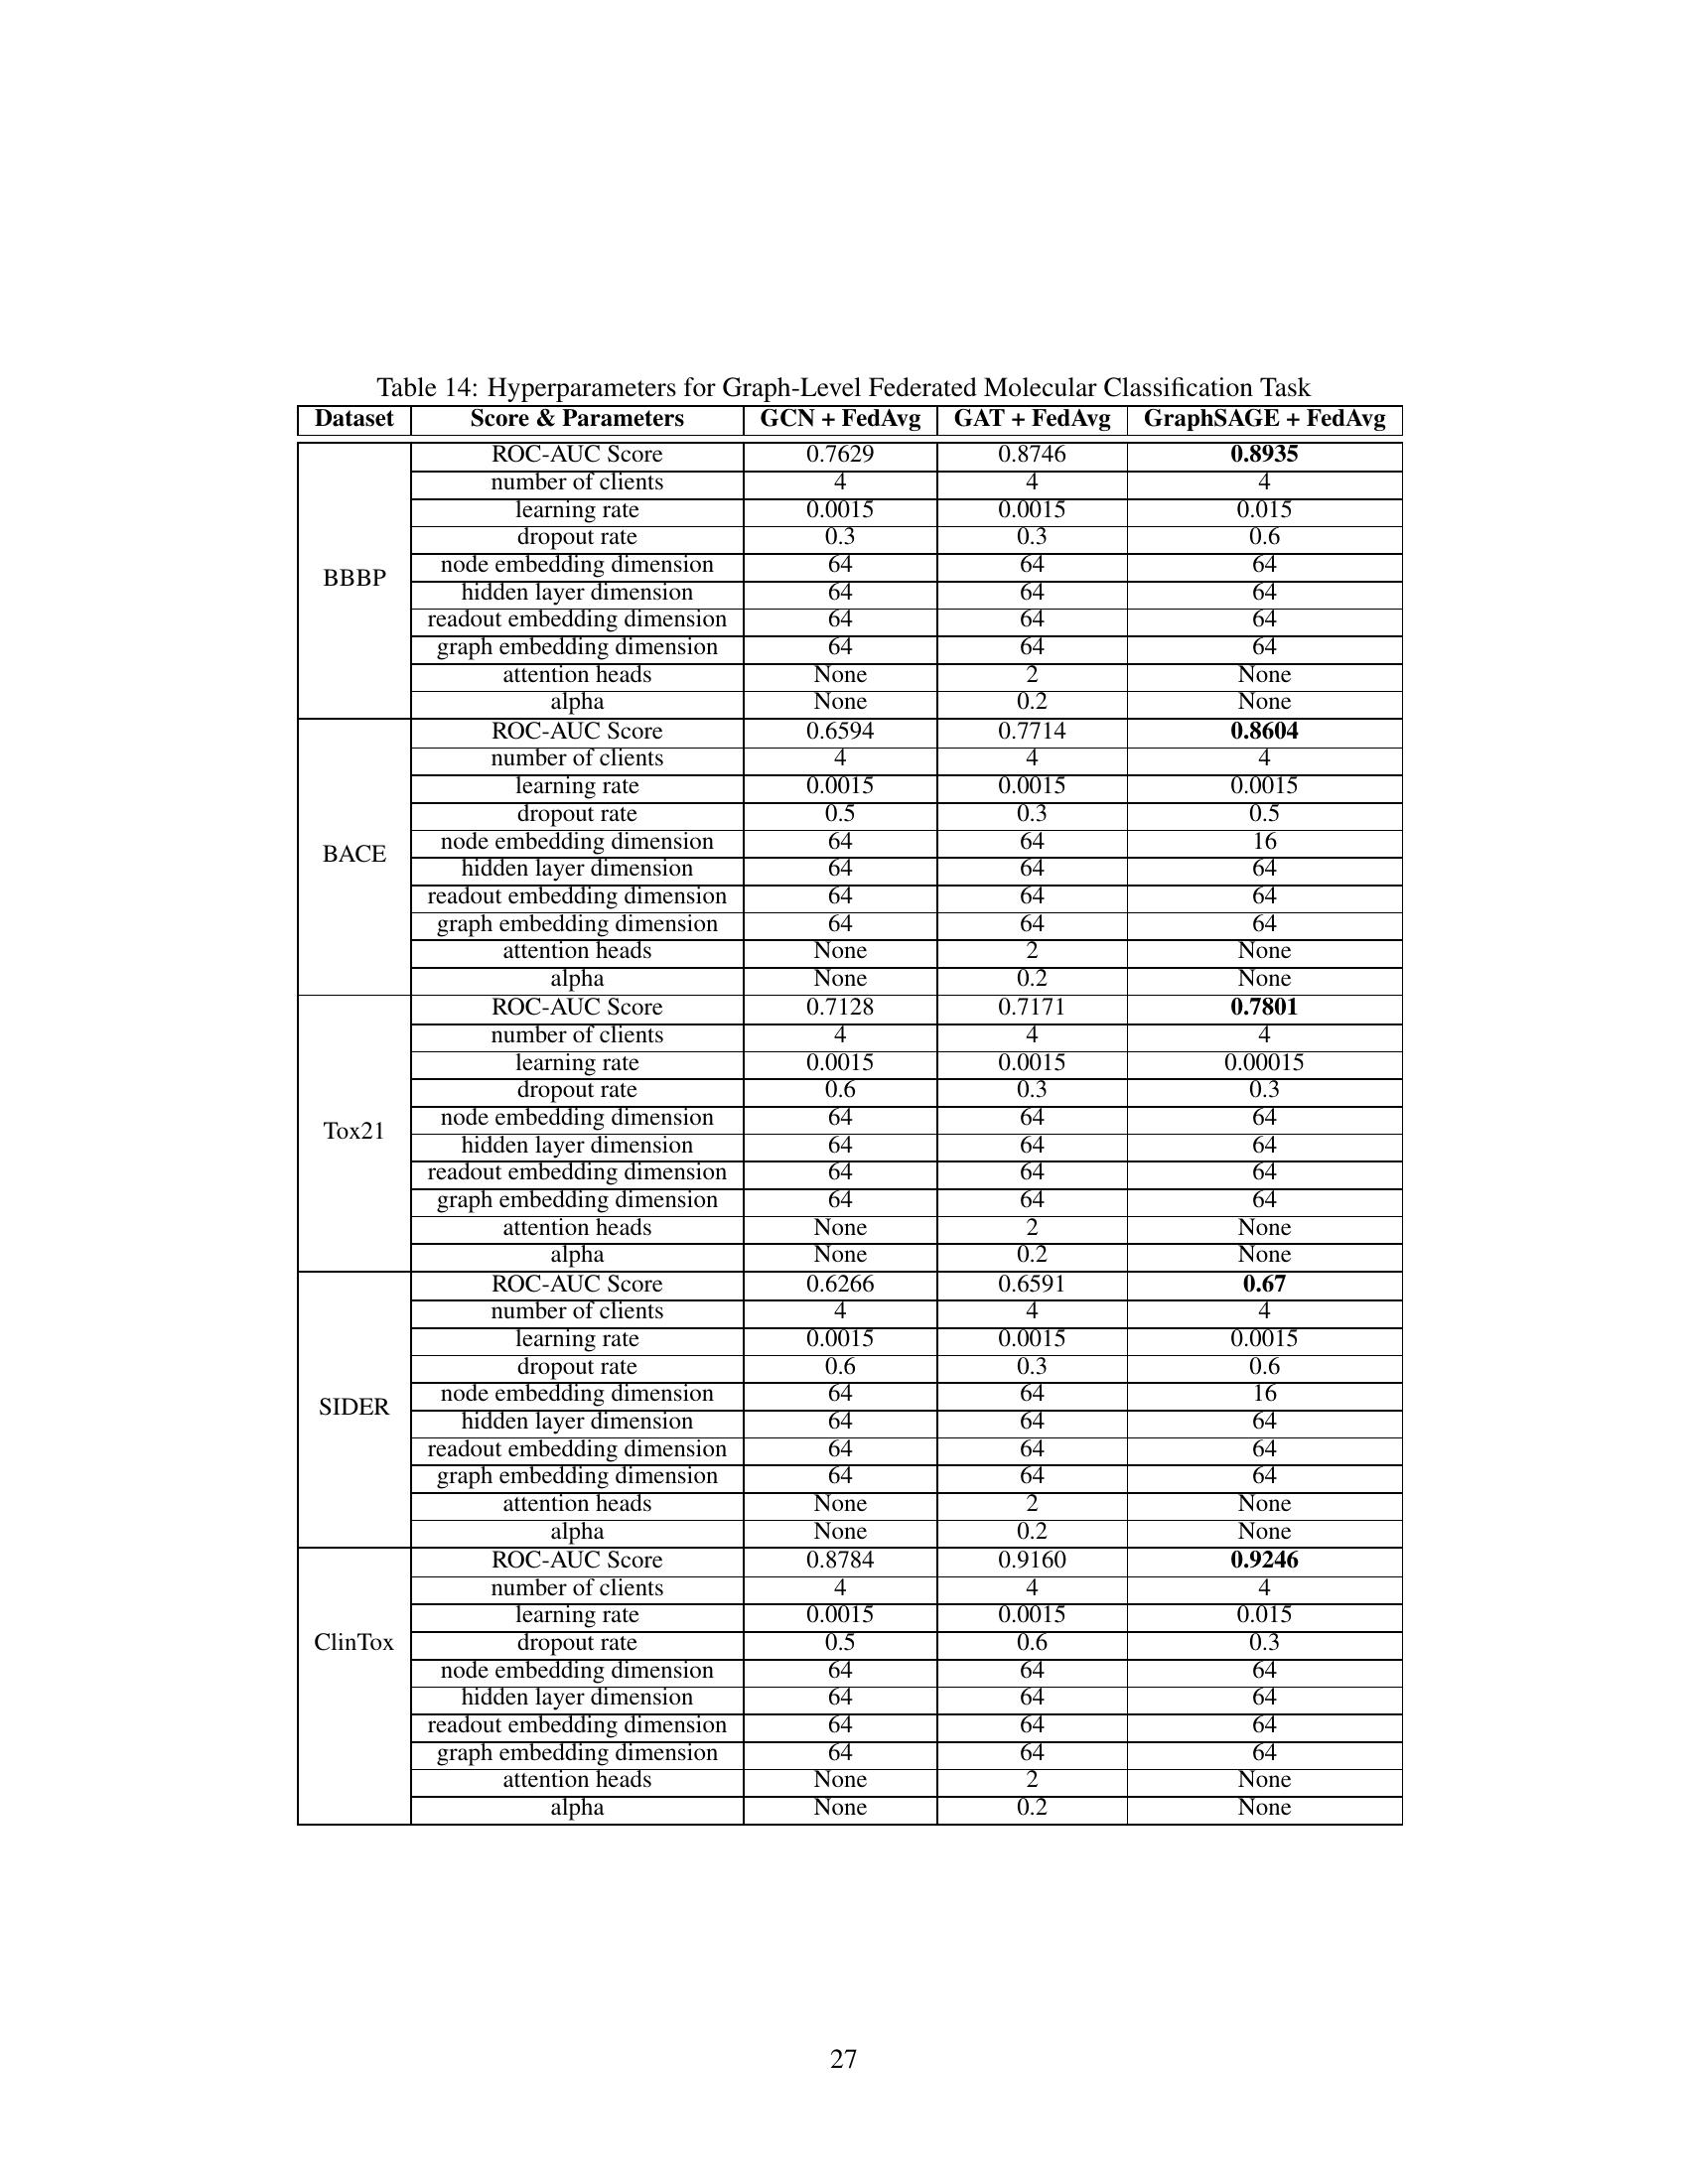 Table 14: Hyperparameters for Graph-Level Federated Molecular Classification Task
Dataset Score & Parameters GCN + FedAvg GAT + FedAvg GraphSAGE + FedAvg
BBBP
ROC-AUC Score 0.7629 0.8746 0.8935
number of clients 4 4 4
learning rate 0.0015 0.0015 0.015
dropout rate 0.3 0.3 0.6
node embedding dimension 64 64 64
hidden layer dimension 64 64 64
readout embedding dimension 64 64 64
graph embedding dimension 64 64 64
attention heads None 2 None
alpha None 0.2 None
BACE
ROC-AUC Score 0.6594 0.7714 0.8604
number of clients 4 4 4
learning rate 0.0015 0.0015 0.0015
dropout rate 0.5 0.3 0.5
node embedding dimension 64 64 16
hidden layer dimension 64 64 64
readout embedding dimension 64 64 64
graph embedding dimension 64 64 64
attention heads None 2 None
alpha None 0.2 None
Tox21
ROC-AUC Score 0.7128 0.7171 0.7801
number of clients 4 4 4
learning rate 0.0015 0.0015 0.00015
dropout rate 0.6 0.3 0.3
node embedding dimension 64 64 64
hidden layer dimension 64 64 64
readout embedding dimension 64 64 64
graph embedding dimension 64 64 64
attention heads None 2 None
alpha None 0.2 None
SIDER
ROC-AUC Score 0.6266 0.6591 0.67
number of clients 4 4 4
learning rate 0.0015 0.0015 0.0015
dropout rate 0.6 0.3 0.6
node embedding dimension 64 64 16
hidden layer dimension 64 64 64
readout embedding dimension 64 64 64
graph embedding dimension 64 64 64
attention heads None 2 None
alpha None 0.2 None
ClinTox
ROC-AUC Score 0.8784 0.9160 0.9246
number of clients 4 4 4
learning rate 0.0015 0.0015 0.015
dropout rate 0.5 0.6 0.3
node embedding dimension 64 64 64
hidden layer dimension 64 64 64
readout embedding dimension 64 64 64
graph embedding dimension 64 64 64
attention heads None 2 None
alpha None 0.2 None
27